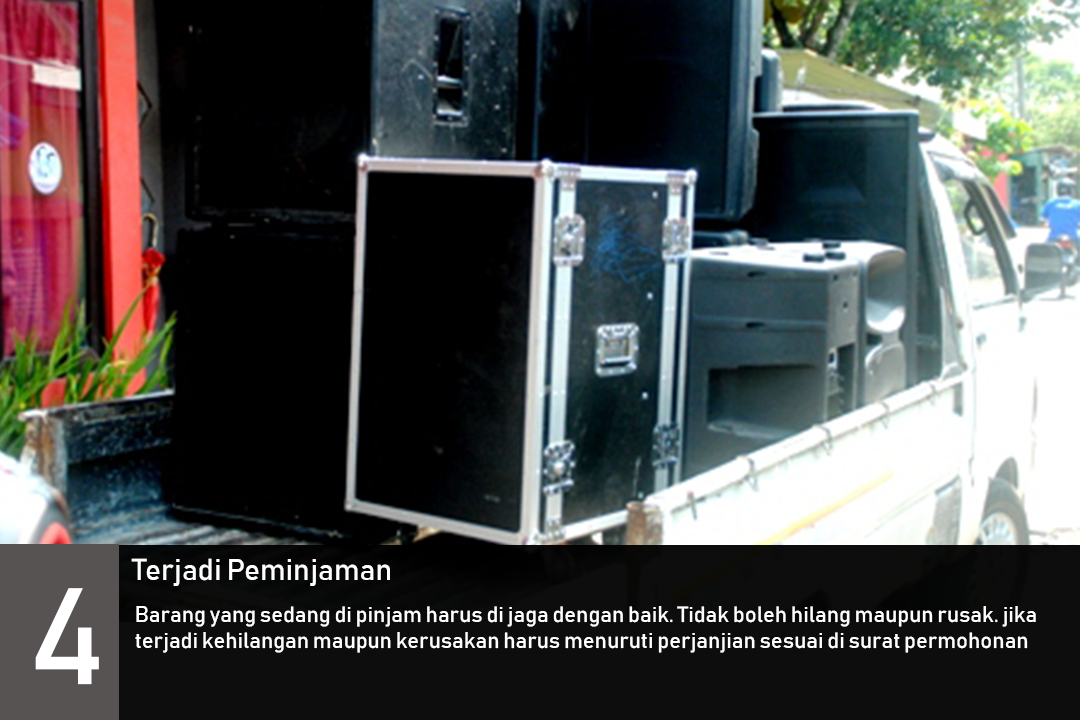 4
Terjadi Peminjaman
Barang yang sedang di pinjam harus di jaga dengan baik. Tidak boleh hilang maupun rusak. jika
terjadi kehilangan maupun kerusakan harus menuruti perjanjian sesuai di surat permohonan